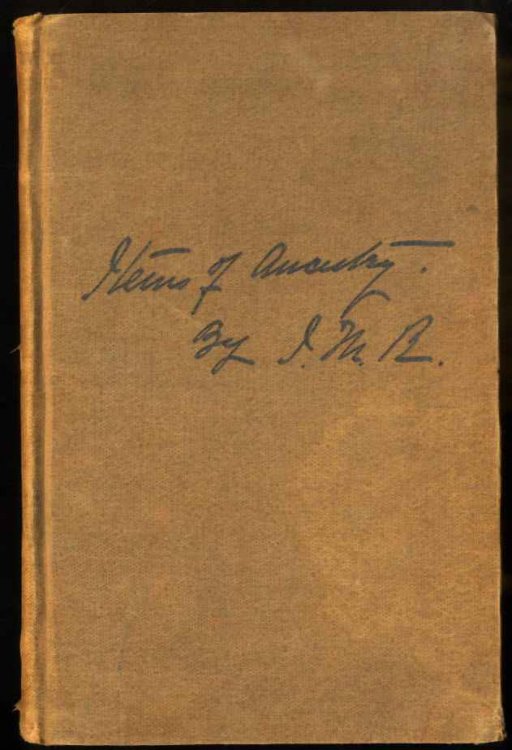 Items of Ancestry.
By I. M. R.